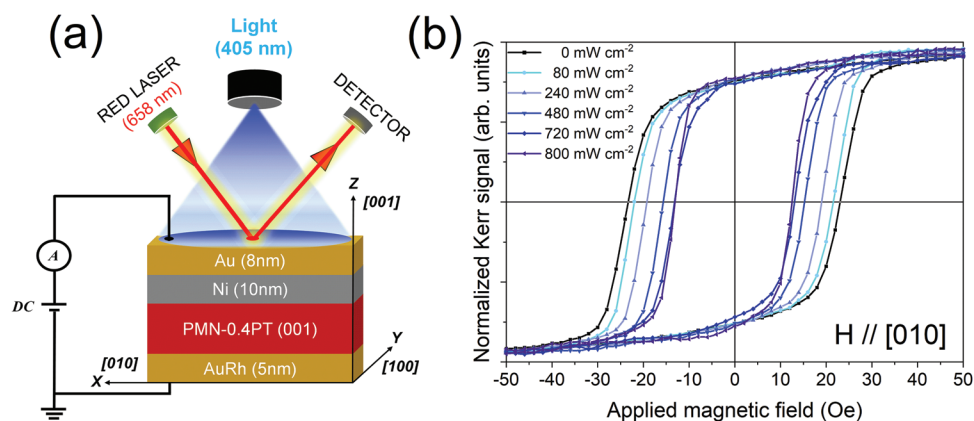 (a)
Light
(405 nm)
RED LASER
(658 nm)
DETECTOR
Z
[001]
A
DC
Au (8nm)
Ni (10nm)
PMN-0.4PT (001)
AuRh (5nm)
[010]
X
Y
[100]
(b)
Normalized Kerr signal (arb. units)
0 mW cm-2
80 mW cm-2
240 mW cm-2
480 mW cm-2
720 mW cm-2
800 mW cm-2
H // [010]
-50 -40 -30 -20 -10 0 10 20 30 40 50
Applied magnetic field (Oe)